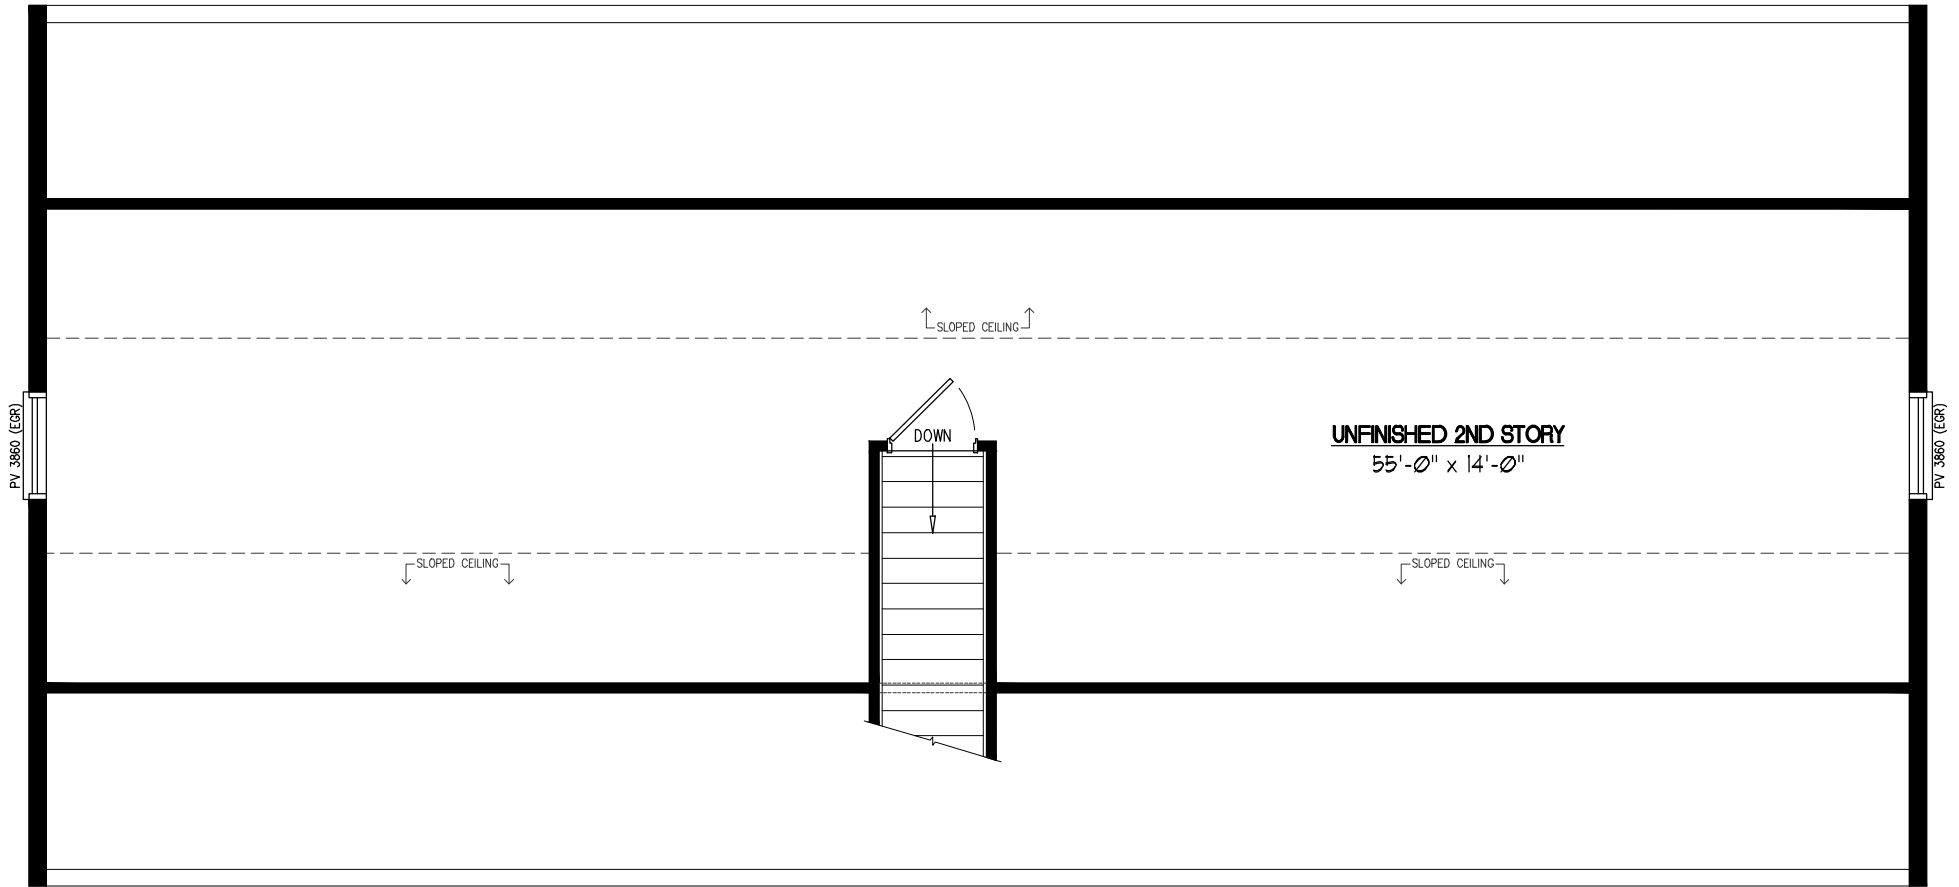 SLOPED CEILING
PV 3860 (EGR)
DOWN
UNFINISHED 2ND STORY
55'-0" x 14'-0"
PV 3860 (EGR)
SLOPED CEILING
SLOPED CEILING